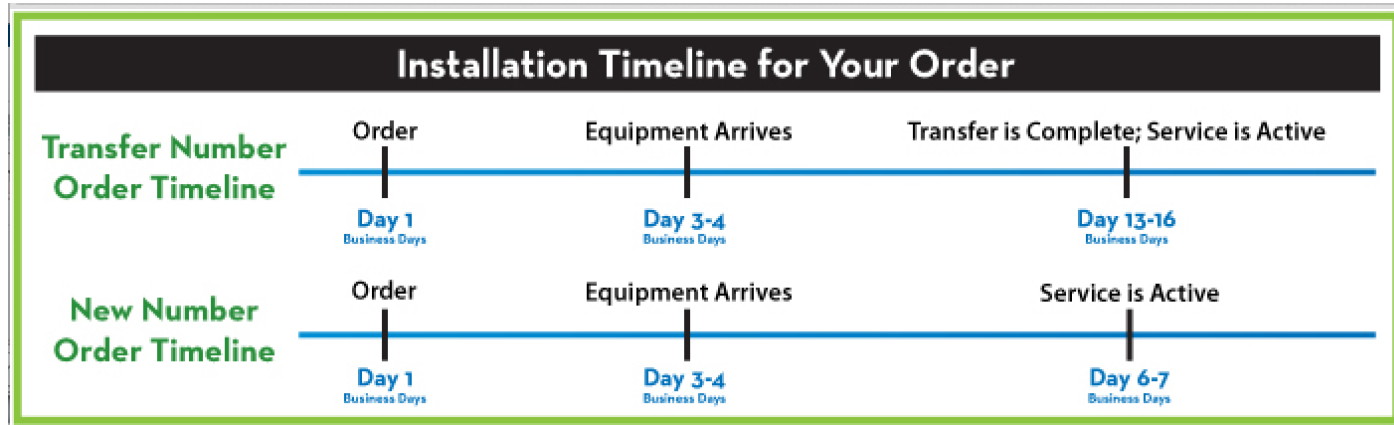 Installation Timeline for Your Order
Transfer Number
Order Timeline
Order
Equipment Arrives
Transfer is Complete; Service is Active
Day 1
Business Days
Day 3-4
Business Days
Day 13-16
Business Days
New Number
Order Timeline
Order
Equipment Arrives
Service is Active
Day 1
Business Days
Day 3-4
Business Days
Day 6-7
Business Days